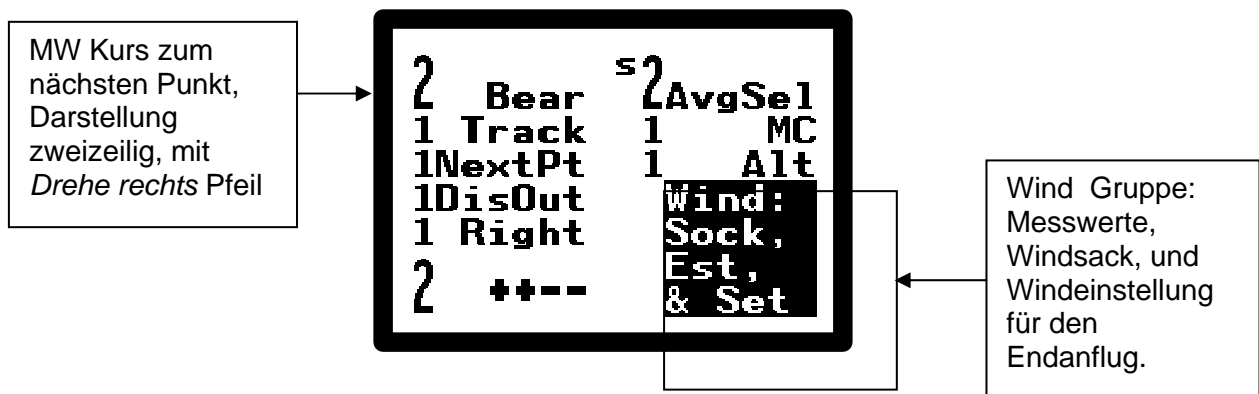 MW Kurs zum
nächsten Punkt,
Darstellung
zweizeilig, mit
Drehe rechts Pfeil
2 Bear
1 Track
1NextPt
1DisOut
1 Right
2 ++--
s2AvgSel
1 MC
1 Alt
Wind:
Sock,
Est,
& Set
Wind Gruppe:
Messwerte,
Windsack, und
Windeinstellung
für den
Endanflug.